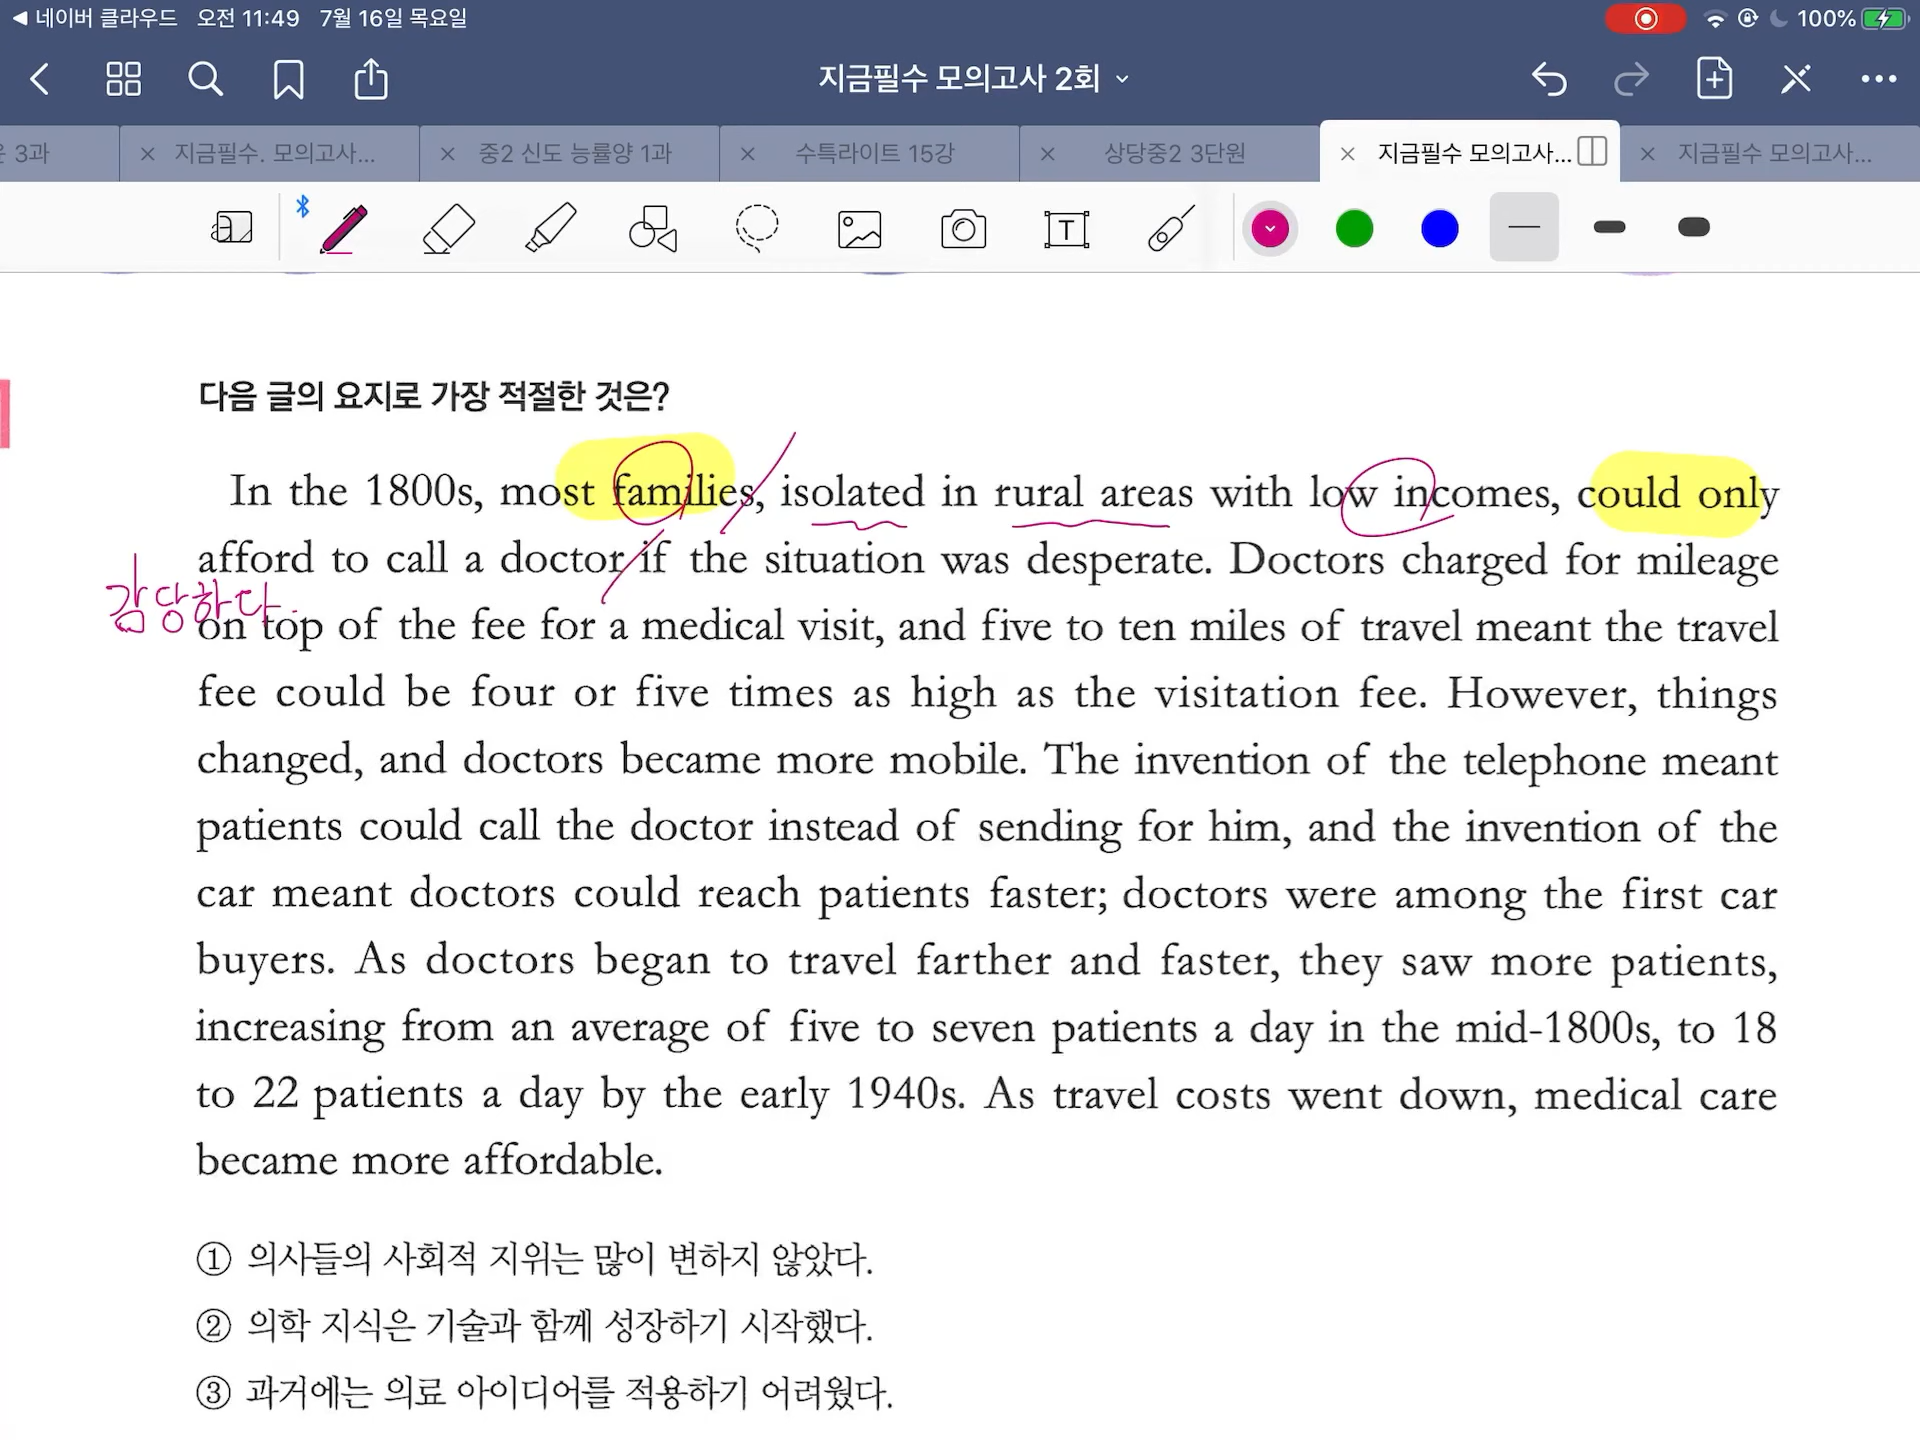 ◀ 네이버 클라우드 오전 11:49 7월 16일 목요일 100%
지금필수 모의고사 2회
3과 지금필수. 모의고사... 중2 신도 능률양 1과 수특라이트 15강 상당중2 3단원 지금필수 모의고사... 지금필수 모의고사...
다음 글의 요지로 가장 적절한 것은?
In the 1800s, most families, isolated in rural areas with low incomes, could only
afford to call a doctor if the situation was desperate. Doctors charged for mileage
감당하다.
on top of the fee for a medical visit, and five to ten miles of travel meant the travel
fee could be four or five times as high as the visitation fee. However, things
changed, and doctors became more mobile. The invention of the telephone meant
patients could call the doctor instead of sending for him, and the invention of the
car meant doctors could reach patients faster; doctors were among the first car
buyers. As doctors began to travel farther and faster, they saw more patients,
increasing from an average of five to seven patients a day in the mid-1800s, to 18
to 22 patients a day by the early 1940s. As travel costs went down, medical care
became more affordable.
① 의사들의 사회적 지위는 많이 변하지 않았다.
② 의학 지식은 기술과 함께 성장하기 시작했다.
③ 과거에는 의료 아이디어를 적용하기 어려웠다.